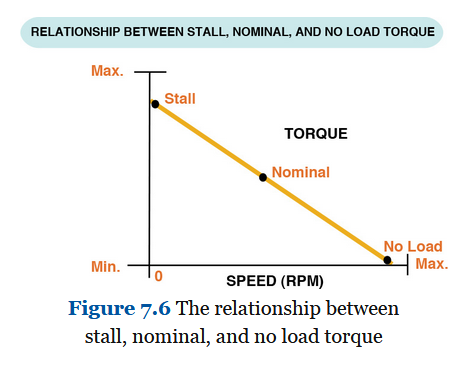 RELATIONSHIP BETWEEN STALL, NOMINAL, AND NO LOAD TORQUE
Max.
Stall
TORQUE
Nominal
No Load
Min.
Max.
0
SPEED (RPM)
Figure 7.6 The relationship between
stall, nominal, and no load torque